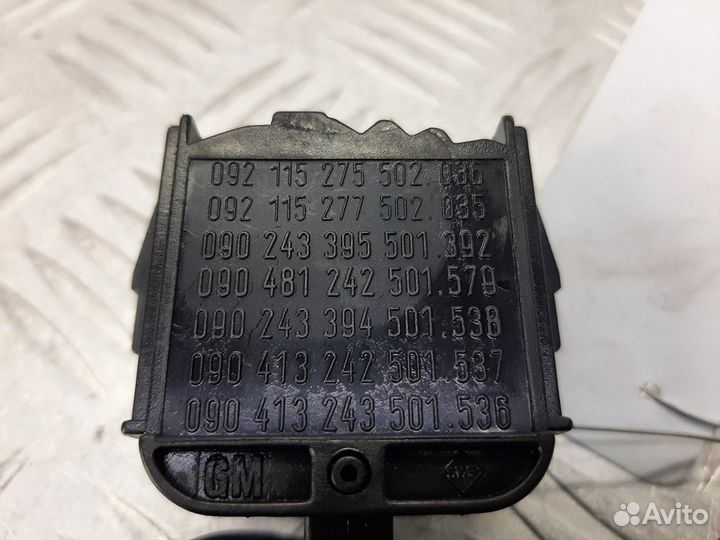 092 115 275 502.086
092 115 277 502.085
090 243 395 501.392
090 481 242 501.579
090 243 394 501.538
090 413 242 501.537
090 413 243 501.536
GM
Avito